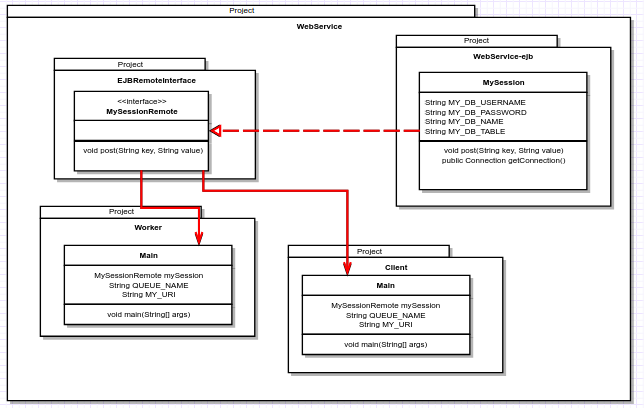 Project
WebService
Project
EJBRemoteInterface
<<interface>>
MySessionRemote
void post(String key, String value)
Project
WebService-ejb
MySession
String MY_DB_USERNAME
String MY_DB_PASSWORD
String MY_DB_NAME
String MY_DB_TABLE
void post(String key, String value)
public Connection getConnection()
Project
Worker
Main
MySessionRemote mySession
String QUEUE_NAME
String MY_URI
void main(String[] args)
Project
Client
Main
MySessionRemote mySession
String QUEUE_NAME
String MY_URI
void main(String[] args)